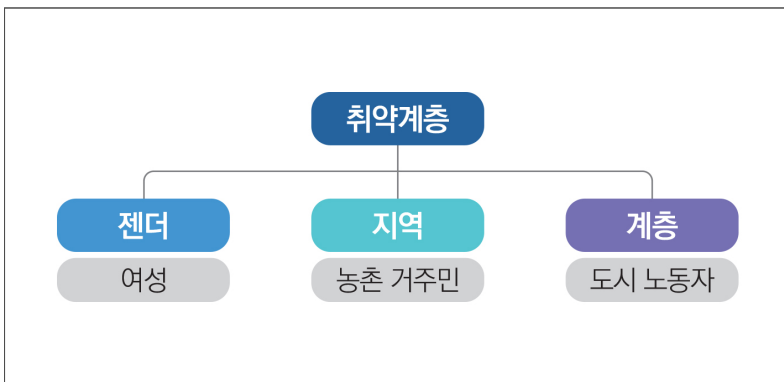 취약계층
젠더
지역
계층
여성
농촌 거주민
도시 노동자